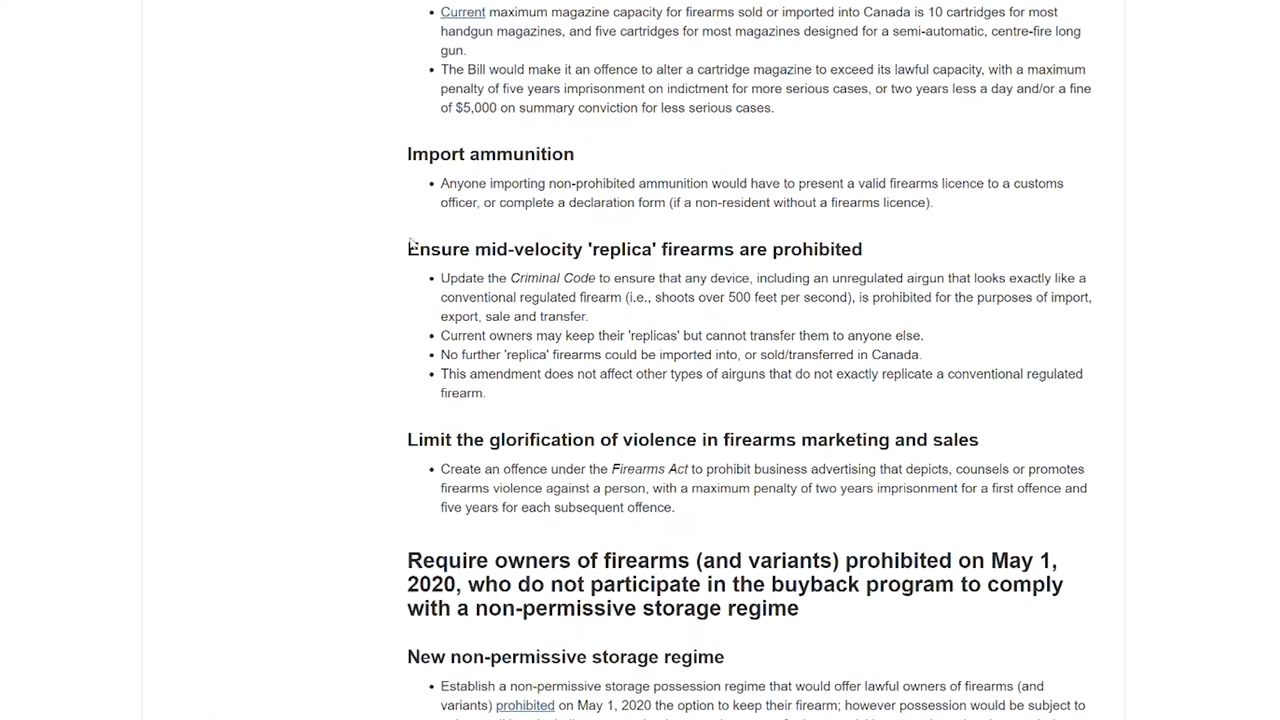 Current maximum magazine capacity for firearms sold or imported into Canada is 10 cartridges for most
handgun magazines, and five cartridges for most magazines designed for a semi-automatic, centre-fire long
gun.
The Bill would make it an offence to alter a cartridge magazine to exceed its lawful capacity, with a maximum
penalty of five years imprisonment on indictment for more serious cases, or two years less a day and/or a fine
of $5,000 on summary conviction for less serious cases.
Import ammunition
Anyone importing non-prohibited ammunition would have to present a valid firearms licence to a customs
officer, or complete a declaration form (if a non-resident without a firearms licence).
Ensure mid-velocity 'replica' firearms are prohibited
Update the Criminal Code to ensure that any device, including an unregulated airgun that looks exactly like a
conventional regulated firearm (i.e., shoots over 500 feet per second), is prohibited for the purposes of import,
export, sale and transfer.
Current owners may keep their 'replicas' but cannot transfer them to anyone else.
No further 'replica' firearms could be imported into, or sold/transferred in Canada.
This amendment does not affect other types of airguns that do not exactly replicate a conventional regulated
firearm.
Limit the glorification of violence in firearms marketing and sales
Create an offence under the Firearms Act to prohibit business advertising that depicts, counsels or promotes
firearms violence against a person, with a maximum penalty of two years imprisonment for a first offence and
five years for each subsequent offence.
Require owners of firearms (and variants) prohibited on May 1,
2020, who do not participate in the buyback program to comply
with a non-permissive storage regime
New non-permissive storage regime
Establish a non-permissive storage possession regime that would offer lawful owners of firearms (and
variants) prohibited on May 1, 2020 the option to keep their firearm; however possession would be subject to